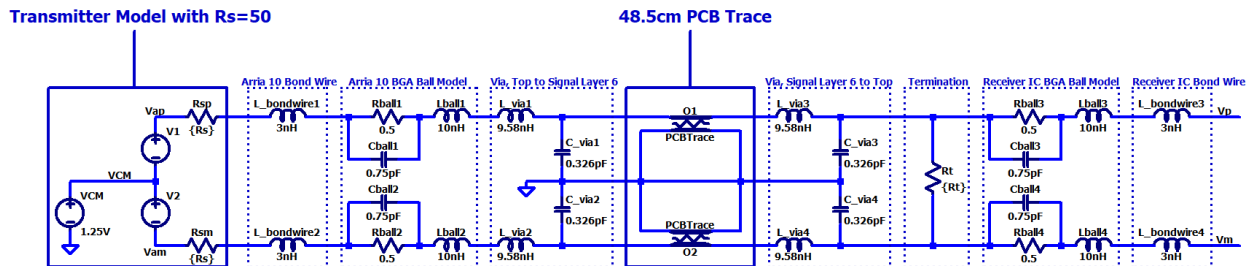 Transmitter Model with Rs=50
48.5cm PCB Trace
Arria 10 Bond Wire
Arria 10 BGA Ball Model
Via, Top to Signal Layer 6
Via, Signal Layer 6 to Top
Termination
Receiver IC BGA Ball Model
Receiver IC Bond Wire
Vap
Rsp
{Rs}
V1
L_bondwire1
3nH
Rball1
0.5
Cball1
0.75pF
Lball1
10nH
L_via1
9.58nH
C_via1
0.326pF
O1
PCBTrace
L_via3
9.58nH
C_via3
0.326pF
Rt
{Rt}
Rball3
0.5
Cball3
0.75pF
Lball3
10nH
L_bondwire3
3nH
Vp
VCM
VCM
1.25V
V2
Vam
Rsm
{Rs}
L_bondwire2
3nH
Cball2
0.75pF
Rball2
0.5
Lball2
10nH
L_via2
9.58nH
C_via2
0.326pF
PCBTrace
O2
L_via4
9.58nH
C_via4
0.326pF
Cball4
0.75pF
Rball4
0.5
Lball4
10nH
L_bondwire4
3nH
Vm